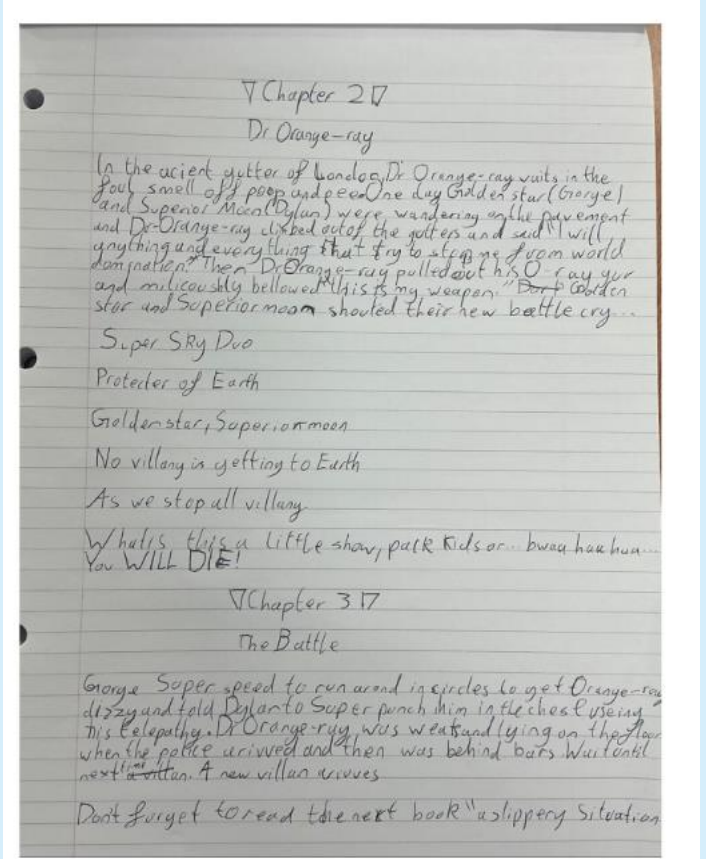 Chapter 2
Dr Orange-ray
In the acient gutter of London, Dr Orange-ray waits in the
foul smell off poop and pee. One day Golden star (Gorge)
and Superior Moon (Dylan) were wandering on the pavement
and Dr-Orange-ray climbed out of the gutters and said "I will
anything and everything that try to stop me from world
domination." Then Dr Orange-ray pulled out his O-ray gun
and milicoushly bellowed "this is my weapon." Golden
star and Superior moon shouted their new battle cry...
Super SKy Duo
Protecter of Earth
Golden star, Superior moon
No villany is getting to Earth
As we stop all villany
What is this a little show, pack Kids or... bwaa haa hua...
You WILL DIE!
Chapter 3
The Battle
Gorge Super speed to run arond in circles to get Orange-ray
dizzy and told Dylan to Super punch him in the chest useing
his telepathy. Dr Orange-ray was weak and lying on the floor
when the police arivved and then was behind bars. Wait until
next time. A new villan arivves
Don't furget to read the next book "a slippery Situation